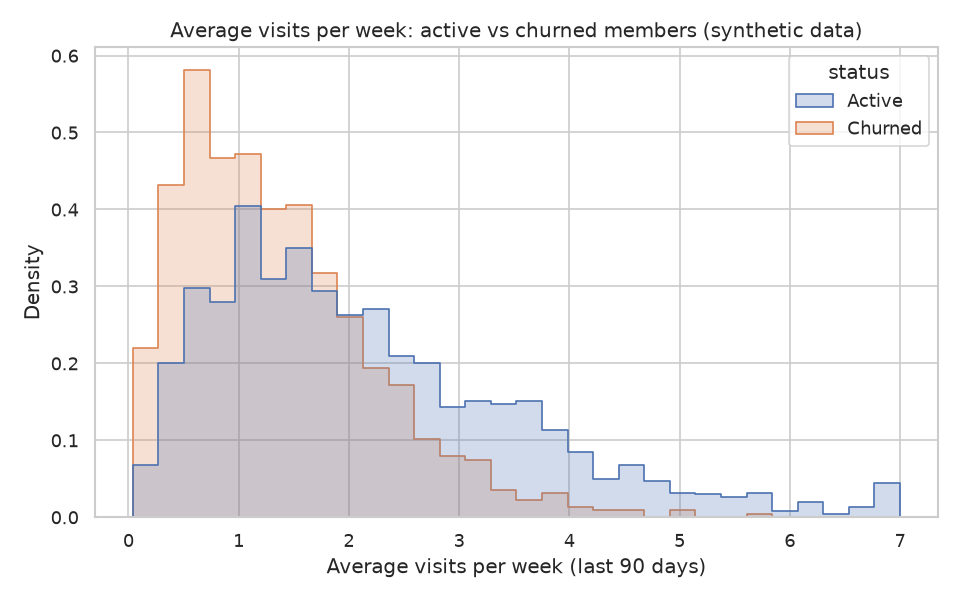 Average visits per week: active vs churned members (synthetic data)
status
Active
Churned
Density
0.6
0.5
0.4
0.3
0.2
0.1
0.0
0 1 2 3 4 5 6 7
Average visits per week (last 90 days)